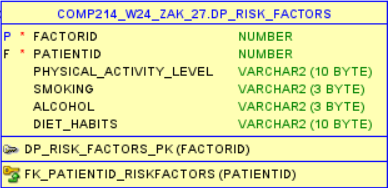 COMP214_W24_ZAK_27.DP_RISK_FACTORS
P * FACTORID NUMBER
F * PATIENTID NUMBER
PHYSICAL_ACTIVITY_LEVEL VARCHAR2 (10 BYTE)
SMOKING VARCHAR2 (3 BYTE)
ALCOHOL VARCHAR2 (3 BYTE)
DIET_HABITS VARCHAR2 (10 BYTE)
DP_RISK_FACTORS_PK (FACTORID)
FK_PATIENTID_RISKFACTORS (PATIENTID)